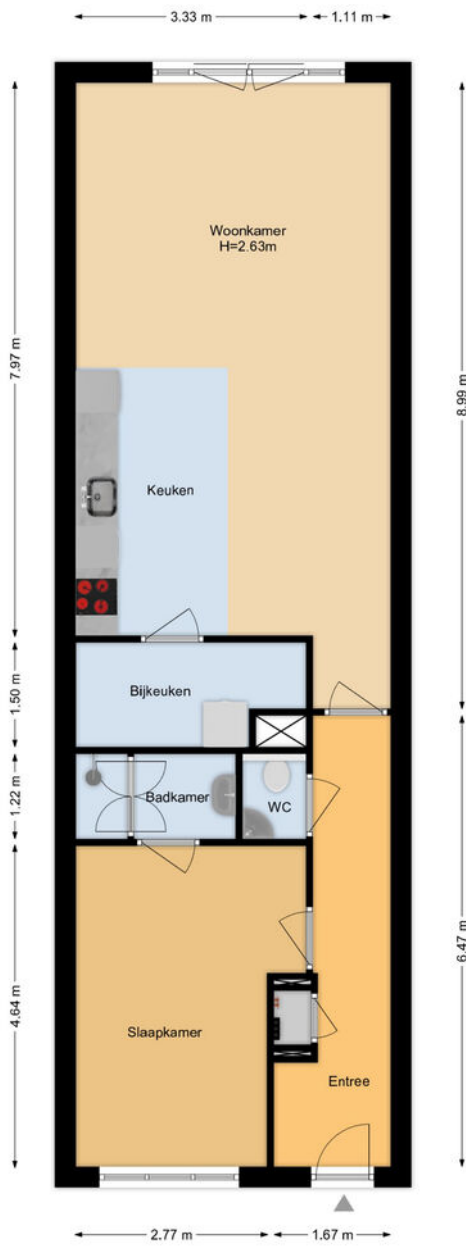 3.33 m
1.11 m
7.97 m
8.99 m
Woonkamer
H=2.63m
Keuken
1.50 m
Bijkeuken
1.22 m
Badkamer
WC
4.64 m
6.47 m
Slaapkamer
Entree
2.77 m
1.67 m